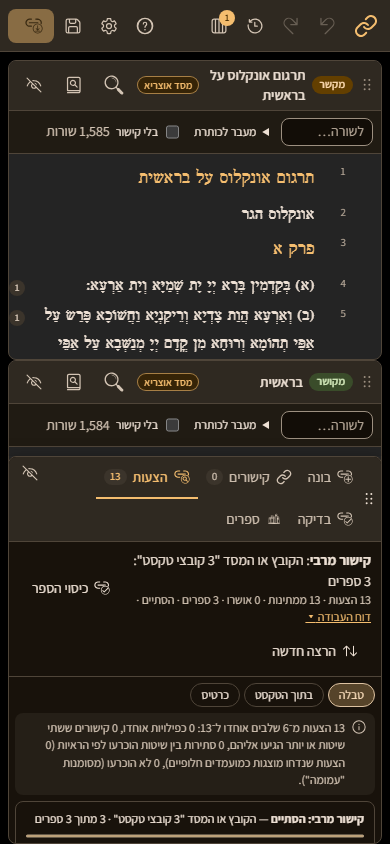 1
תרגום אונקלוס על
בראשית
מקשר
מסד אוצריא
לשורה...
מעבר לכותרת
בלי קישור
1,585 שורות
1 תרגום אונקלוס על בראשית
2 אונקלוס הגר
3 פרק א
4 (א) בְּקַדְמִין בְּרָא יְיָ יָת שְׁמַיָּא וְיָת אַרְעָא: 1
5 (ב) וְאַרְעָא הֲוַת צָדְיָא וְרֵיקַנְיָא וַחֲשׁוֹכָא פָּרֵשׂ עַל 1
אַפֵּי תְהוֹמָא וְרוּחָא מִן קֳדָם יְיָ מְנַשְּׁבָא עַל אַפֵּי
מקושר
בראשית
מסד אוצריא
לשורה...
מעבר לכותרת
בלי קישור
1,584 שורות
בונה
קישורים 0
הצעות 13
בדיקה
ספרים
קישור מרבי: הקובץ או המסד "3 קובצי טקסט":
3 ספרים
13 הצעות · 13 ממתינות · 0 אושרו · 3 ספרים · הסתיים ·
דוח העבודה
כיסוי הספר
הרצה חדשה
טבלה
בתוך הטקסט
כרטיס
13 הצעות מ־6 שלבים אוחדו ל־13: 0 כפילויות אוחדו, 0 קישורים ששתי
שיטות או יותר הגיעו אליהם, 0 סתירות בין שיטות הוכרעו לפי הראיות (0
הצעות שנדחו מוצגות כמועמדים חלופיים), 0 לא הוכרעו (מסומנות
"עמומה").
קישור מרבי: הסתיים — הקובץ או המסד "3 קובצי טקסט" · 3 מתוך 3 ספרים